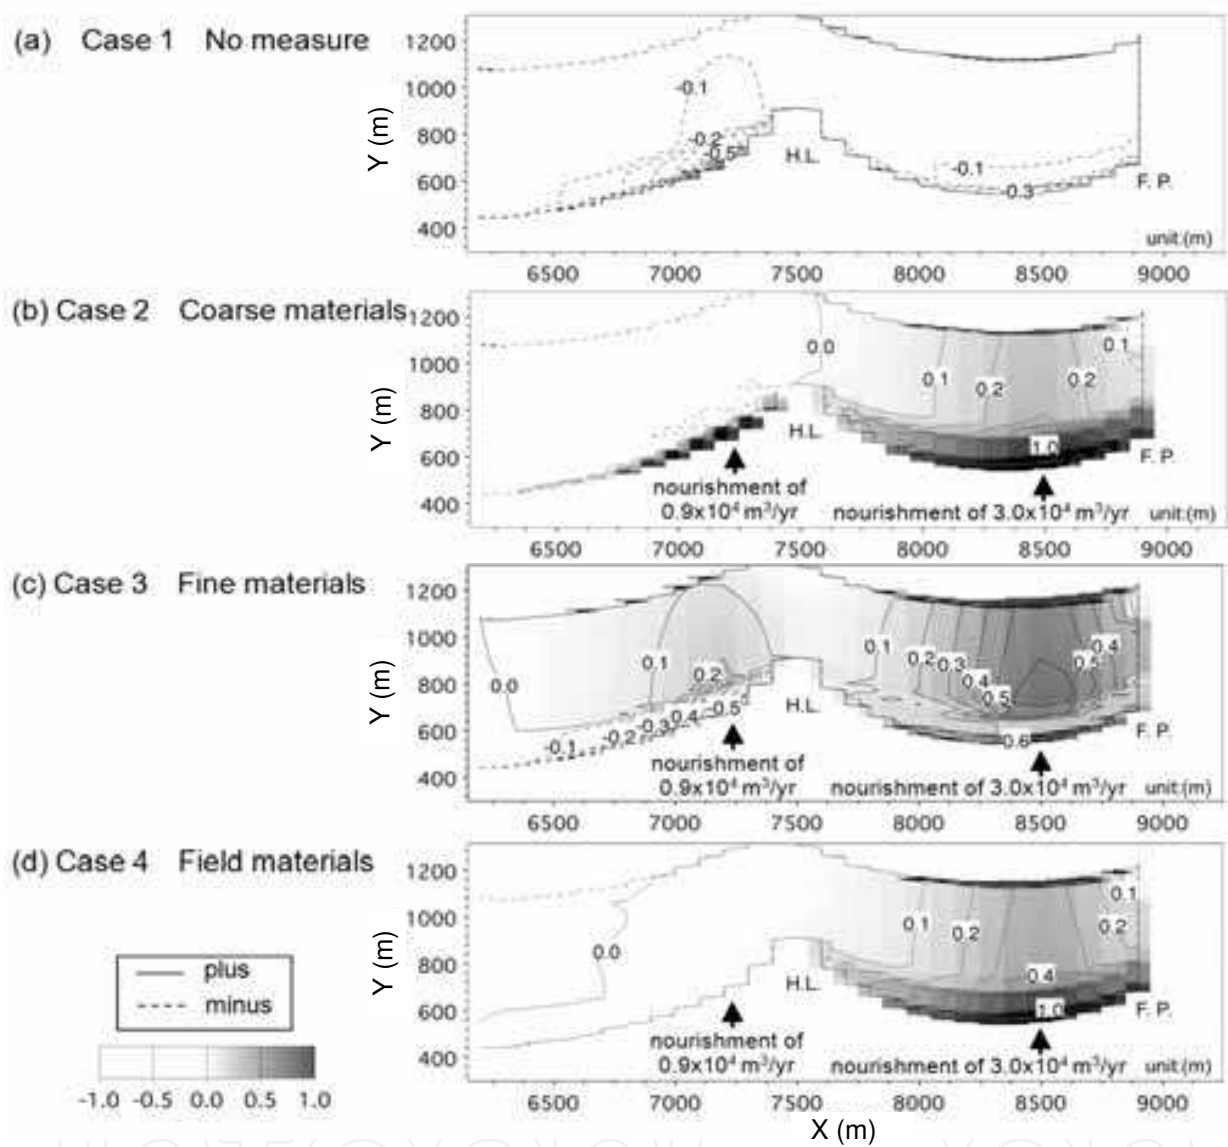 (a) Case 1 No measure
Y (m)
1200
1000
800
600
400
-0.1
-0.2
-0.5
H.L.
-0.1
-0.3
F. P.
unit:(m)
6500 7000 7500 8000 8500 9000
(b) Case 2 Coarse materials
Y (m)
1200
1000
800
600
400
0.0
0.1
0.2
0.2
0.1
1.0
H.L.
F. P.
nourishment of
0.9x10⁴ m³/yr
nourishment of 3.0x10⁴ m³/yr
unit:(m)
6500 7000 7500 8000 8500 9000
(c) Case 3 Fine materials
Y (m)
1200
1000
800
600
400
0.0
0.1
0.2
-0.1 -0.2 -0.3 -0.4 -0.5
H.L.
0.1
0.2
0.3
0.4
0.5
0.5
0.4
0.6
F. P.
nourishment of
0.9x10⁴ m³/yr
nourishment of 3.0x10⁴ m³/yr
unit:(m)
6500 7000 7500 8000 8500 9000
(d) Case 4 Field materials
Y (m)
1200
1000
800
600
400
0.0
0.1
0.2
0.1
0.2
0.4
1.0
H.L.
F. P.
nourishment of
0.9x10⁴ m³/yr
nourishment of 3.0x10⁴ m³/yr
unit:(m)
6500 7000 7500 8000 8500 9000
X (m)
plus
minus
-1.0 -0.5 0.0 0.5 1.0